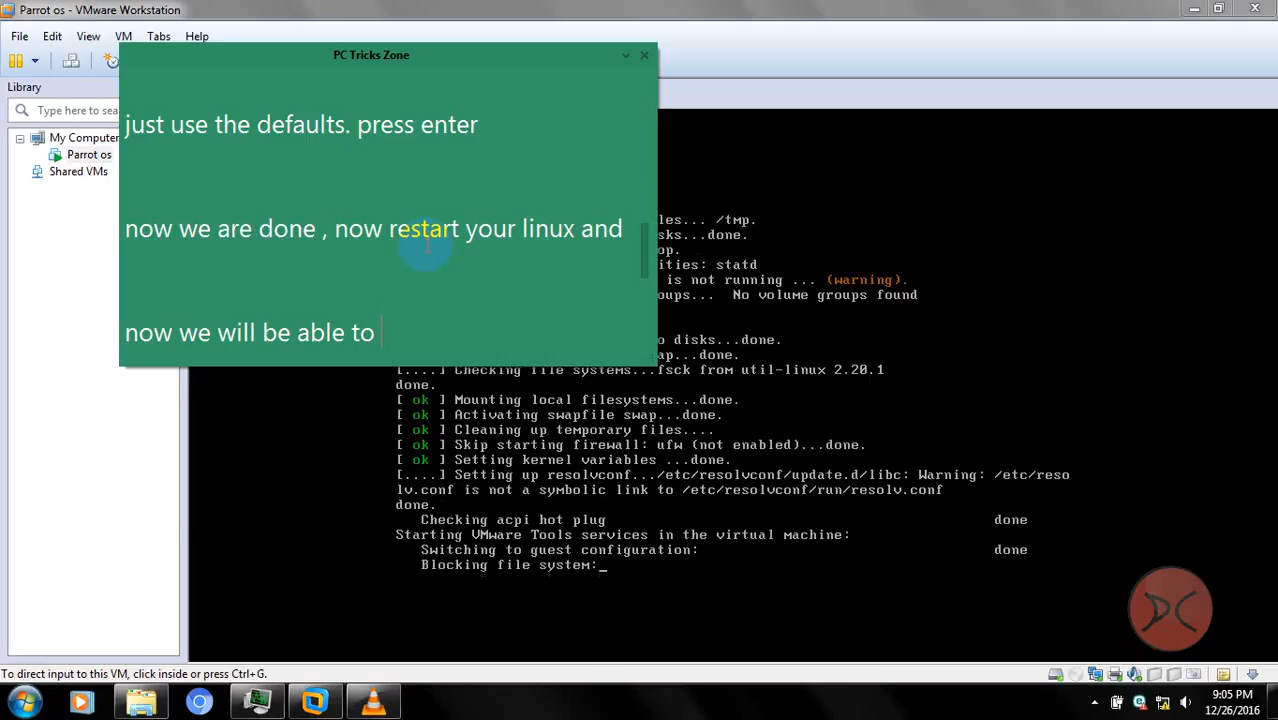 Parrot os - VMware Workstation
File Edit View VM Tabs Help
PC Tricks Zone
Library
Type here to sea
My Computer
Parrot os
Shared VMs
just use the defaults. press enter
now we are done , now restart your linux and
now we will be able to
les... /tmp.
sks...done.
op.
ities: statd
is not running ... (warning).
oups... No volume groups found
o disks...done.
ap...done.
[....] Checking file systems...fsck from util-linux 2.20.1
done.
[ ok ] Mounting local filesystems...done.
[ ok ] Activating swapfile swap...done.
[ ok ] Cleaning up temporary files....
[ ok ] Skip starting firewall: ufw (not enabled)...done.
[ ok ] Setting kernel variables ...done.
[....] Setting up resolvconf.../etc/resolvconf/update.d/libc: Warning: /etc/reso
lv.conf is not a symbolic link to /etc/resolvconf/run/resolv.conf
done.
Checking acpi hot plug done
Starting VMware Tools services in the virtual machine:
Switching to guest configuration: done
Blocking file system:_
PC
To direct input to this VM, click inside or press Ctrl+G.
9:05 PM
12/26/2016